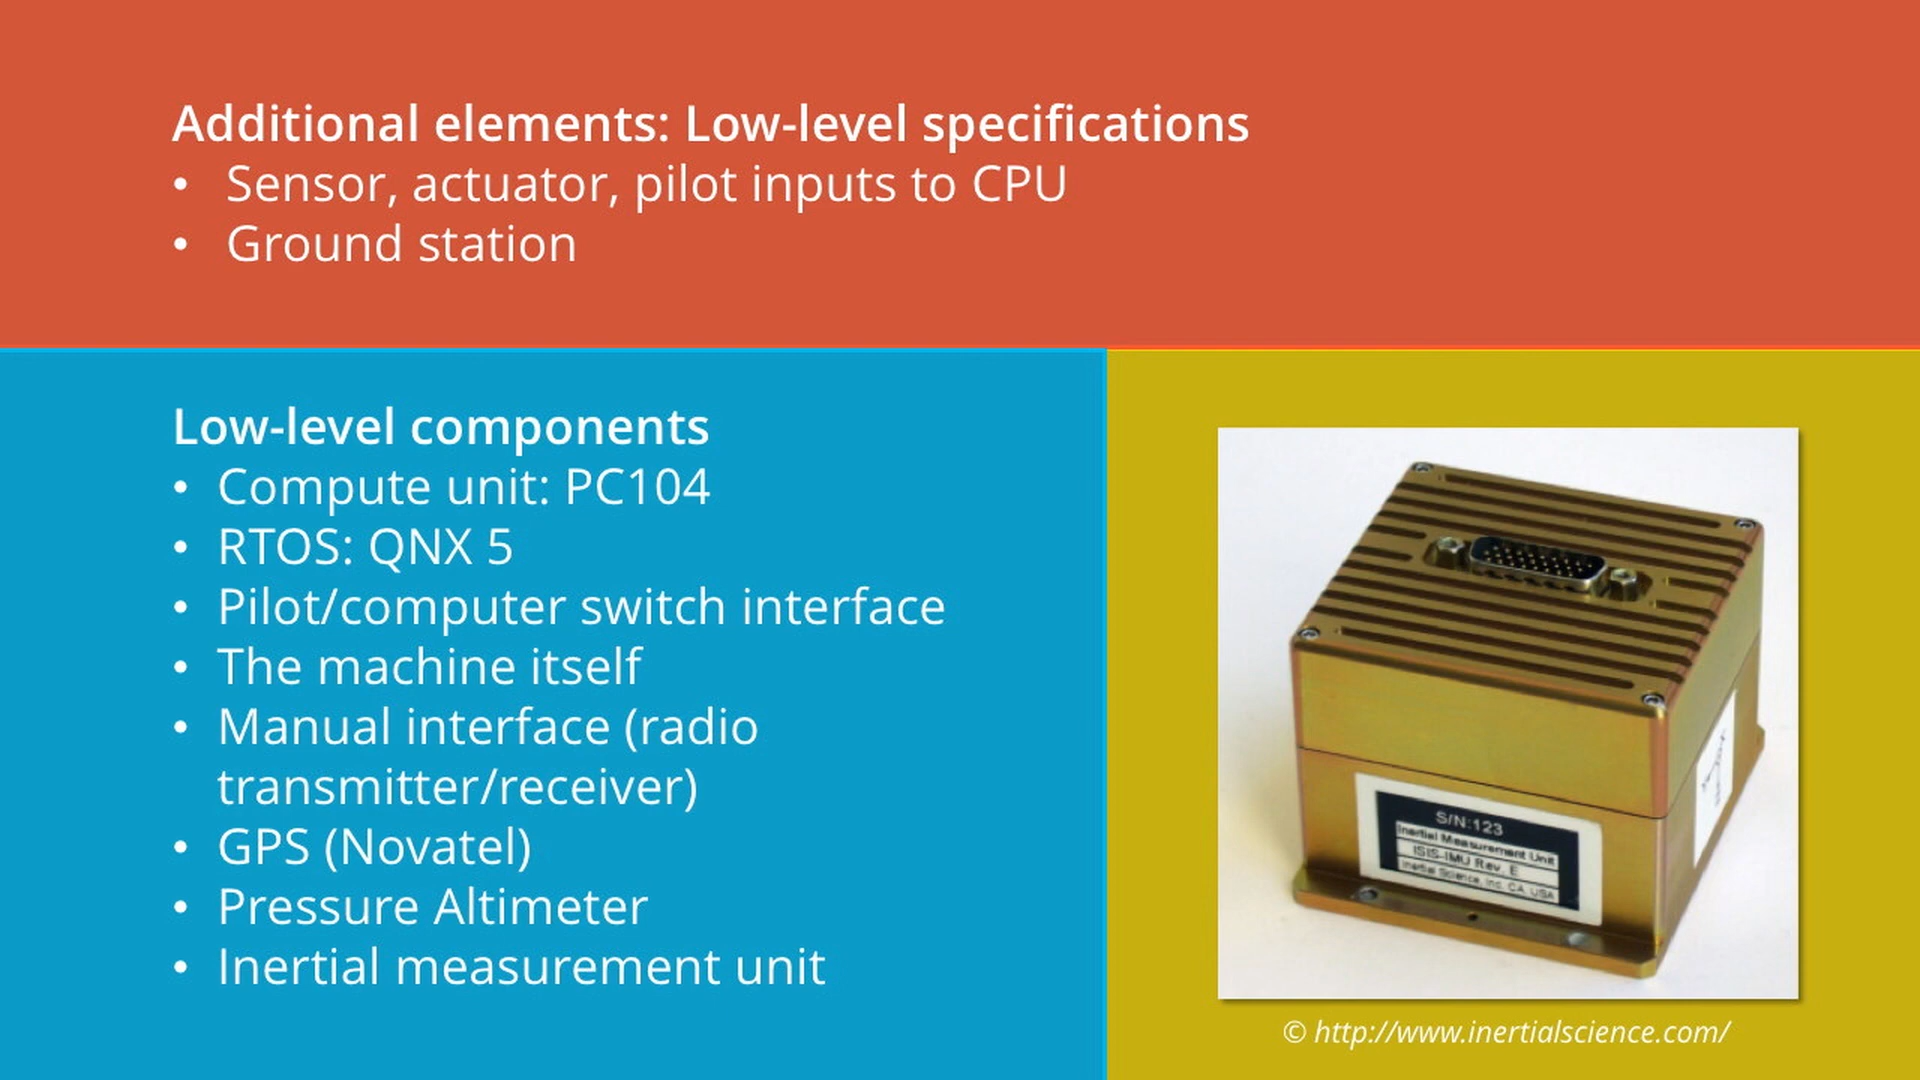 Additional elements: Low-level specifications
• Sensor, actuator, pilot inputs to CPU
• Ground station
Low-level components
• Compute unit: PC104
• RTOS: QNX 5
• Pilot/computer switch interface
• The machine itself
• Manual interface (radio
transmitter/receiver)
• GPS (Novatel)
• Pressure Altimeter
• Inertial measurement unit
S/N:123
Inertial Measurement Unit
ISIS-IMU Rev. E
Inertial Science, Inc. CA, USA
© http://www.inertialscience.com/